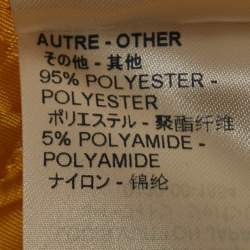 AUTRE - OTHER
その他 - 其他
95% POLYESTER -
POLYESTER
ポリエステル - 聚酯纤维
5% POLYAMIDE -
POLYAMIDE
ナイロン - 锦纶